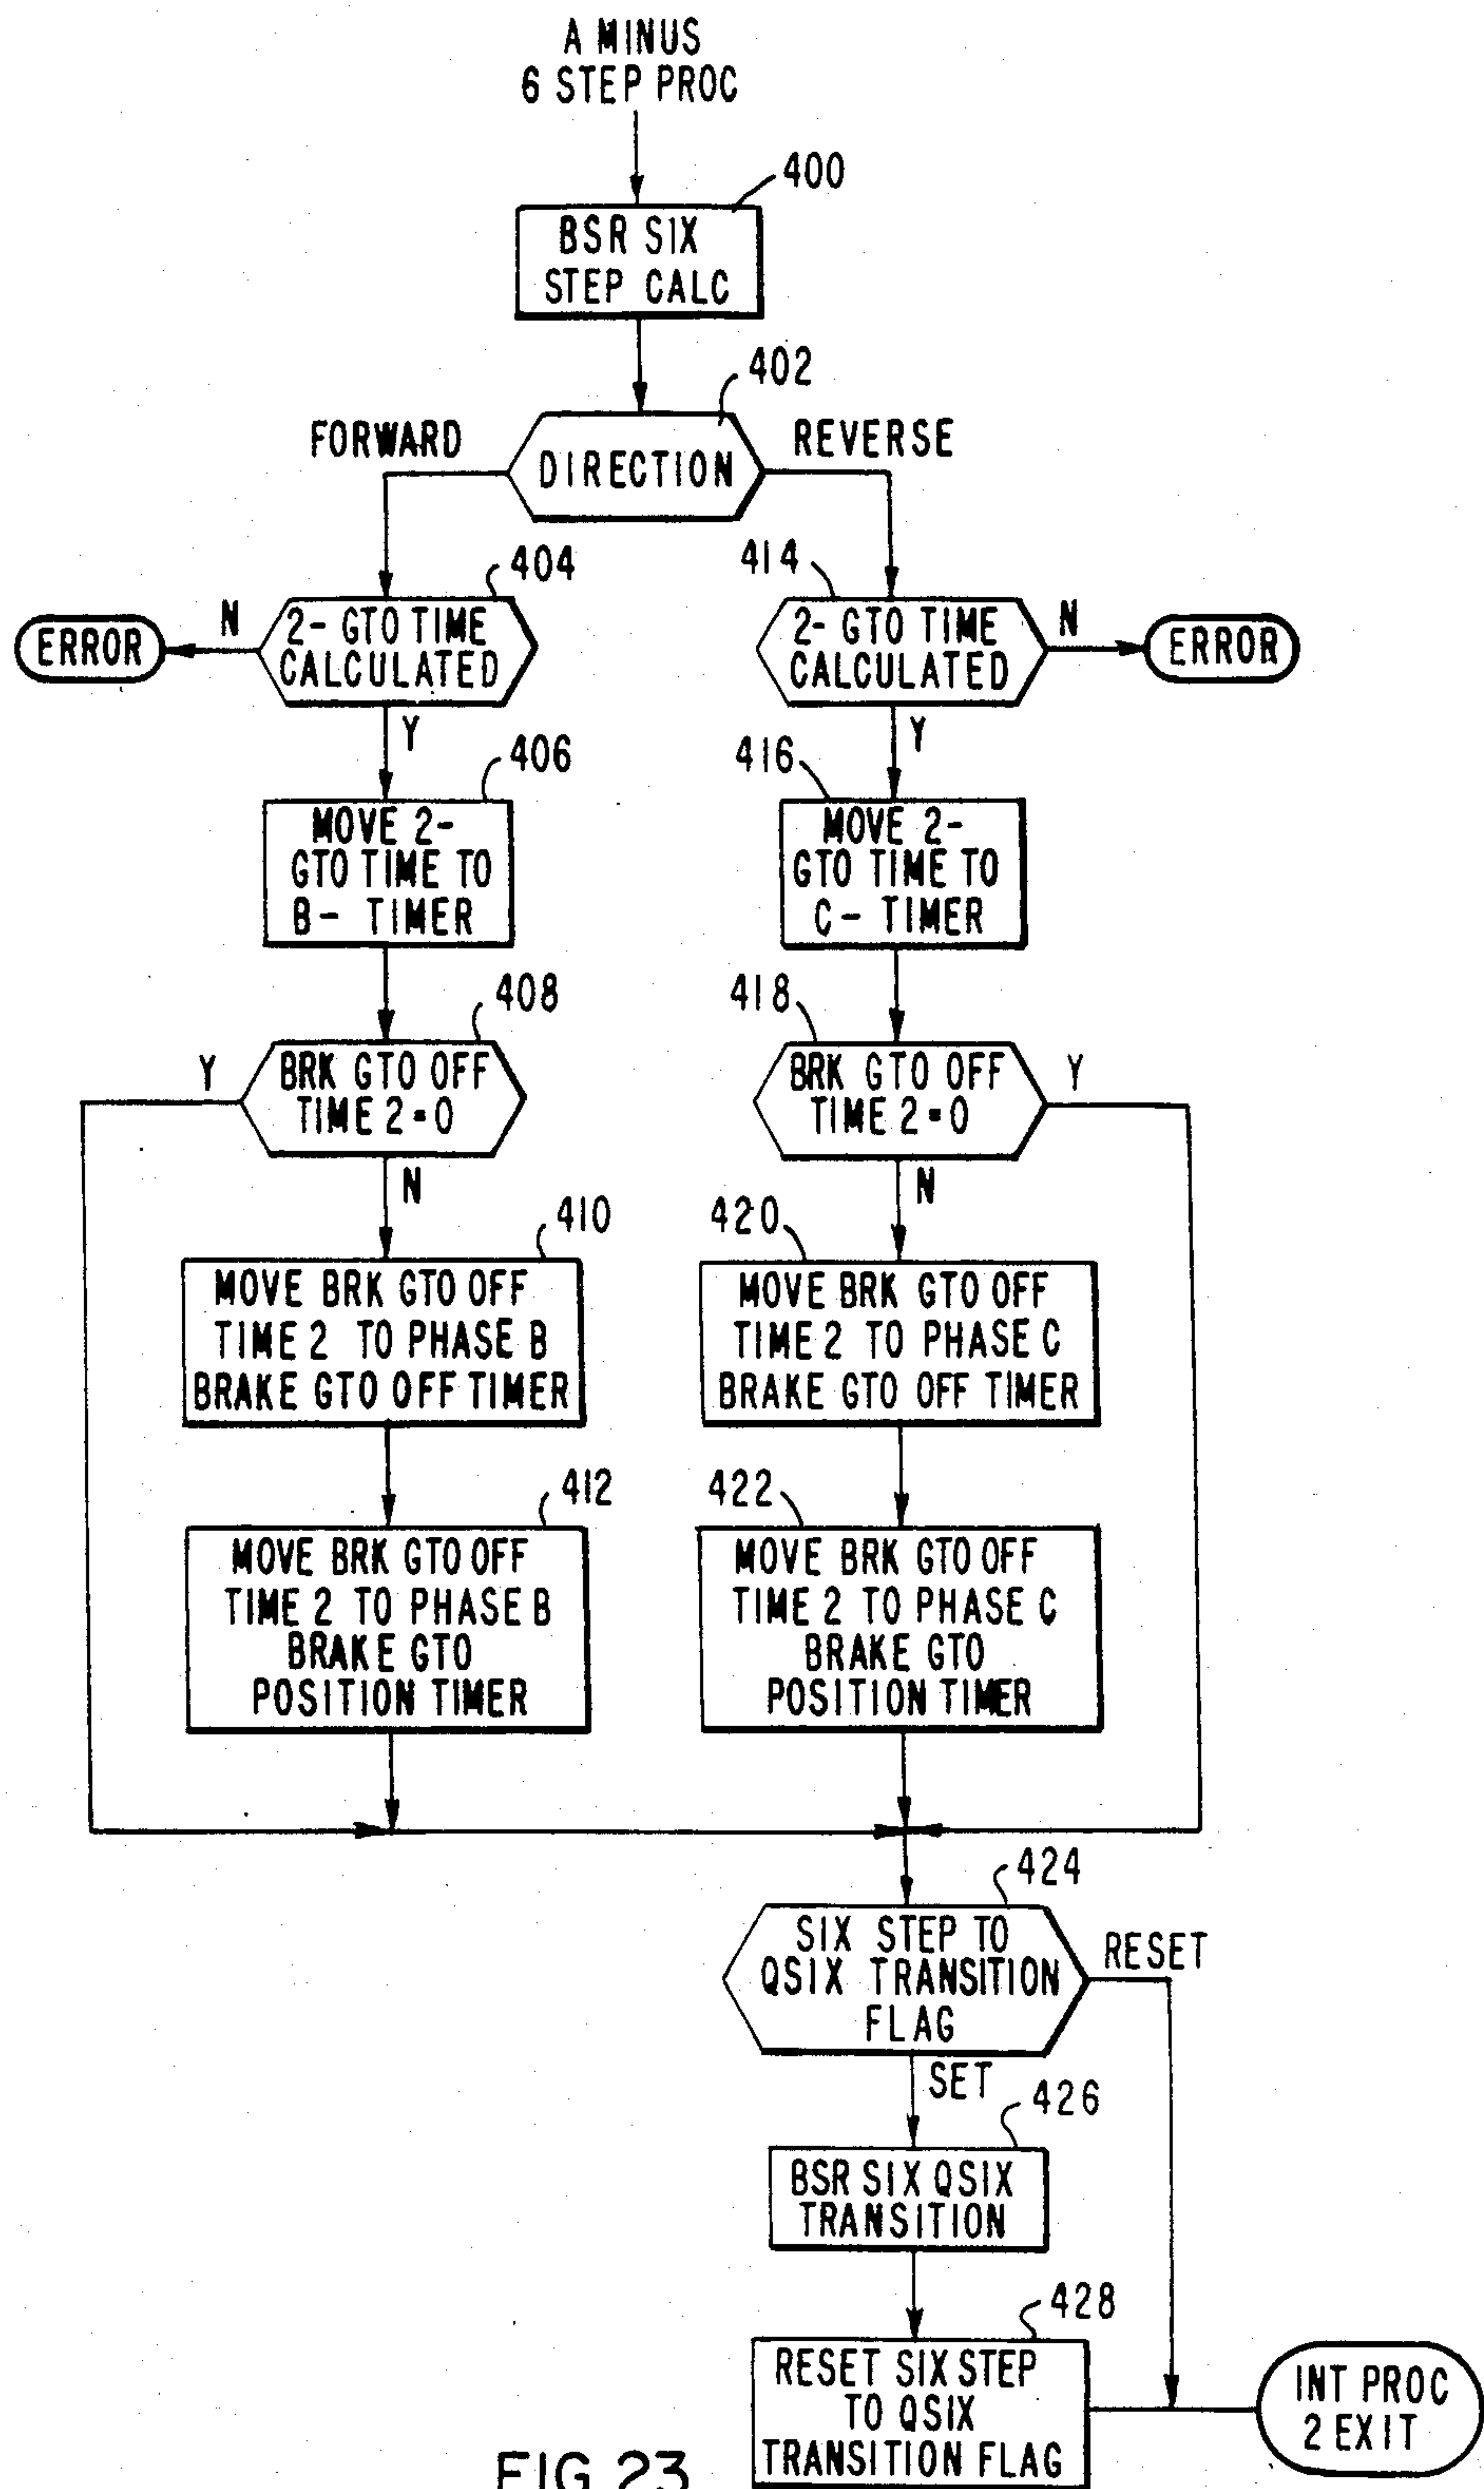 A MINUS
6 STEP PROC
400
BSR SIX
STEP CALC
402
FORWARD
DIRECTION
REVERSE
404
414
ERROR
N
2- GTO TIME
CALCULATED
2- GTO TIME
CALCULATED
N
ERROR
Y
Y
406
416
MOVE 2-
GTO TIME TO
B- TIMER
MOVE 2-
GTO TIME TO
C- TIMER
408
418
Y
BRK GTO OFF
TIME 2=0
BRK GTO OFF
TIME 2=0
Y
N
N
410
420
MOVE BRK GTO OFF
TIME 2 TO PHASE B
BRAKE GTO OFF TIMER
MOVE BRK GTO OFF
TIME 2 TO PHASE C
BRAKE GTO OFF TIMER
412
422
MOVE BRK GTO OFF
TIME 2 TO PHASE B
BRAKE GTO
POSITION TIMER
MOVE BRK GTO OFF
TIME 2 TO PHASE C
BRAKE GTO
POSITION TIMER
424
SIX STEP TO
QSIX TRANSITION
FLAG
RESET
SET
426
BSR SIX QSIX
TRANSITION
428
RESET SIX STEP
TO QSIX
TRANSITION FLAG
INT PROC
2 EXIT
FIG 23